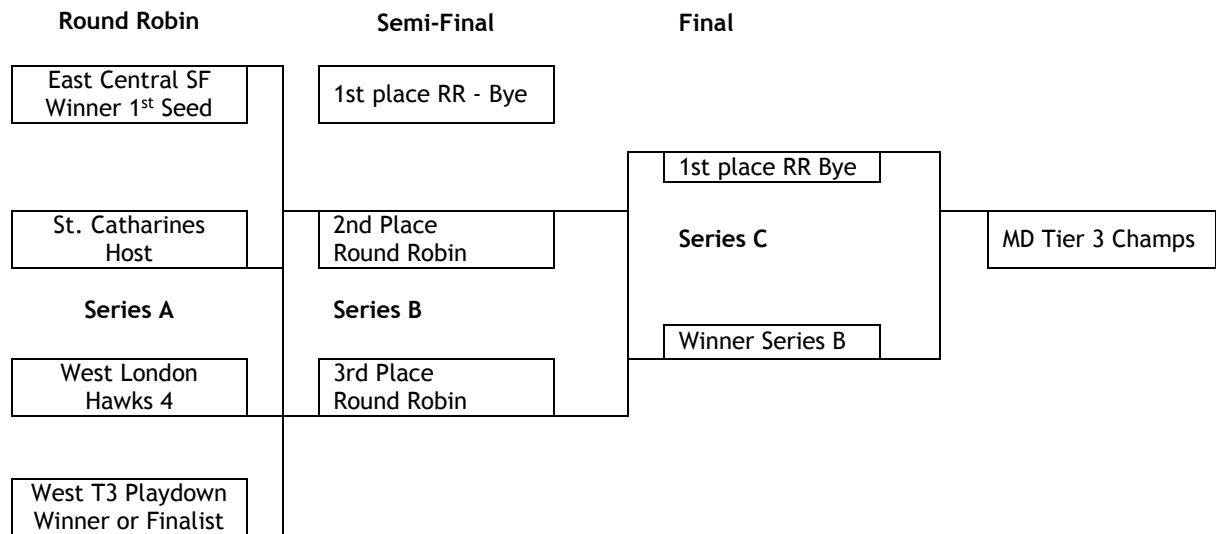 Round Robin
Semi-Final
Final
East Central SF
Winner 1st Seed
1st place RR - Bye
1st place RR Bye
St. Catharines
Host
2nd Place
Round Robin
Series C
MD Tier 3 Champs
Series A
Series B
Winner Series B
West London
Hawks 4
3rd Place
Round Robin
West T3 Playdown
Winner or Finalist